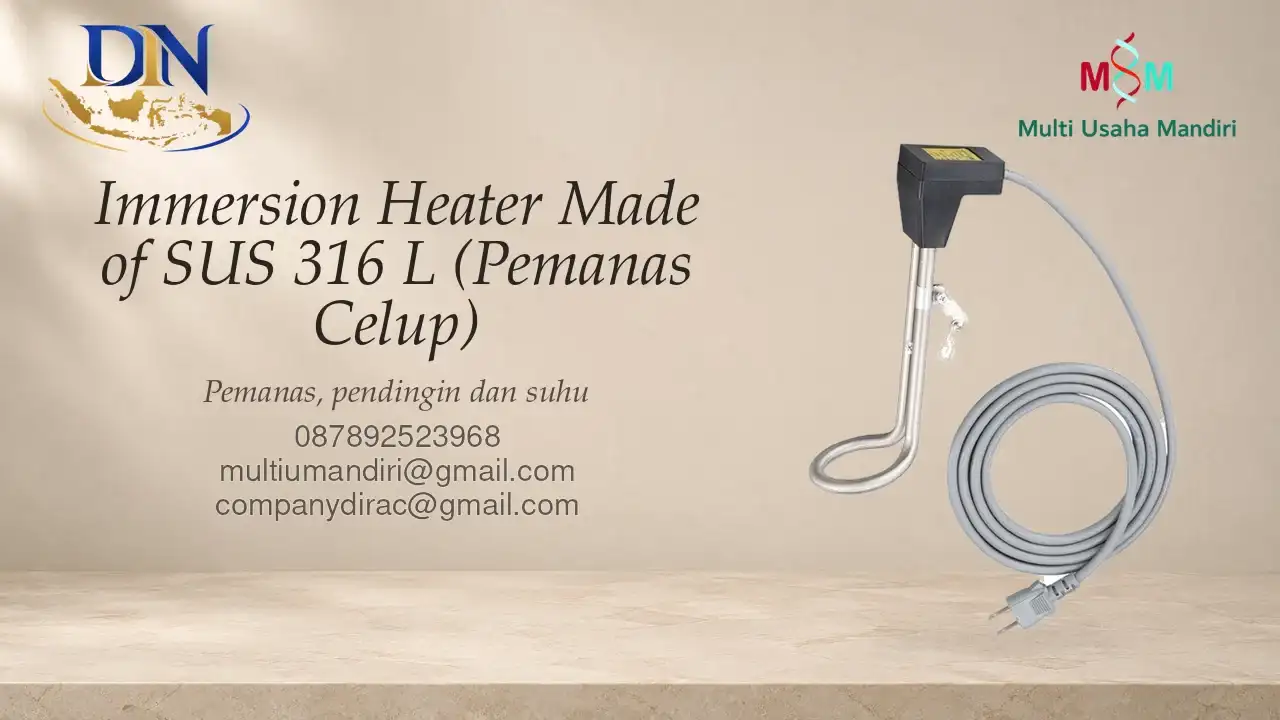 DN
MSM
Multi Usaha Mandiri
Immersion Heater Made
of SUS 316 L (Pemanas
Celup)
Pemanas, pendingin dan suhu
087892523968
multiumandiri@gmail.com
companydirac@gmail.com